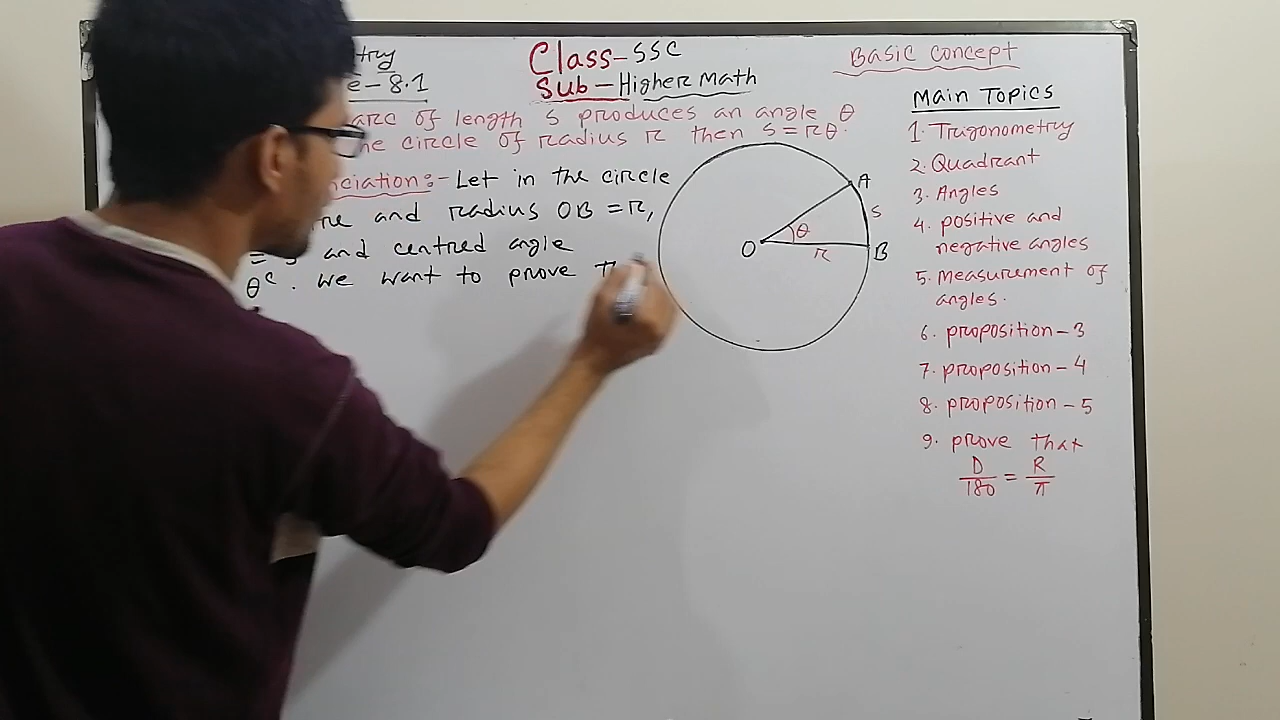 try
e-8.1
Class-SSC
Sub-Higher Math
Basic concept
arc of length s produces an angle θ
he circle of radius r then s=rθ.
nciation:- Let in the circle
re and radius OB=r,
= s and centred angle
θᶜ. we want to prove t
A
s
θ
O
r
B
Main Topics
1. Trigonometry
2. Quadrant
3. Angles
4. positive and
negative angles
5. Measurement of
angles.
6. proposition-3
7. proposition-4
8. proposition-5
9. prove that
D/180 = R/π